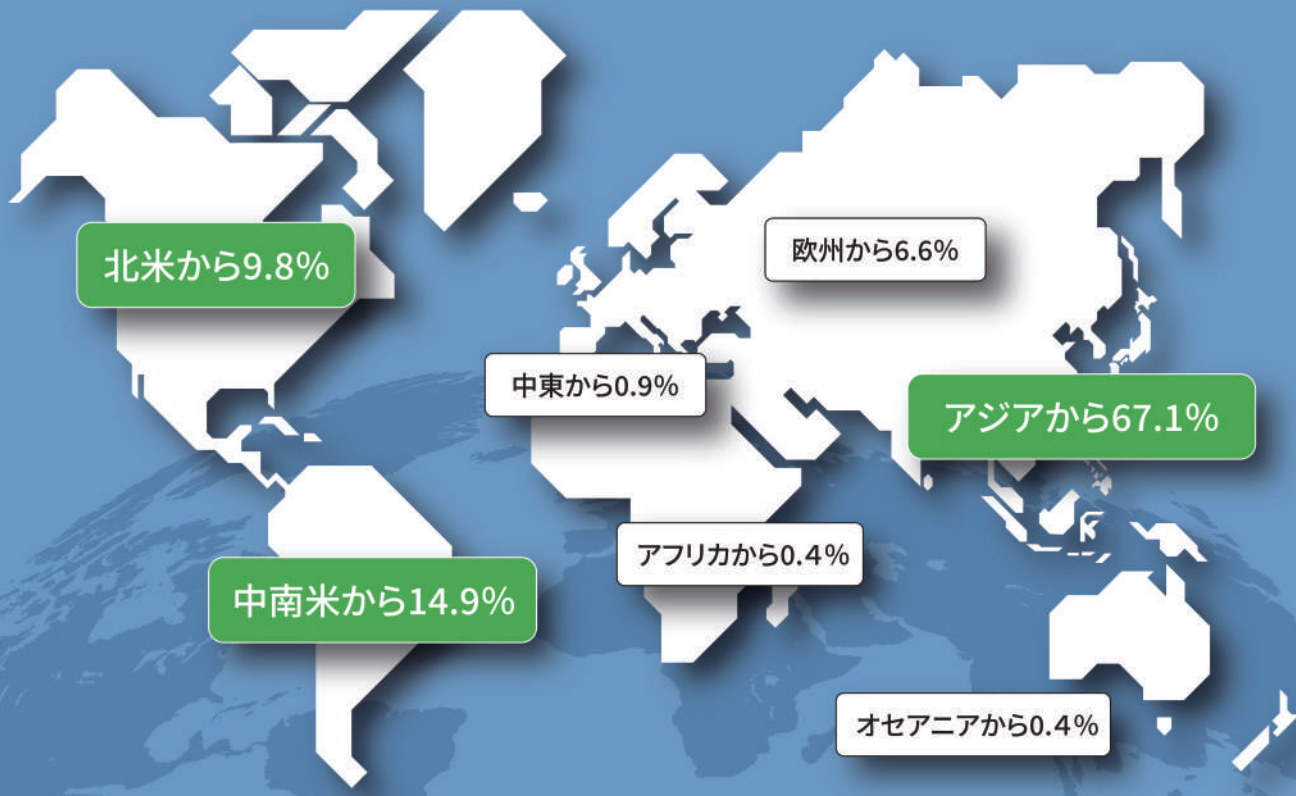 欧州から6.6%
北米から9.8%
中東から0.9%
アジアから67.1%
アフリカから0.4%
中南米から14.9%
オセアニアから0.4%